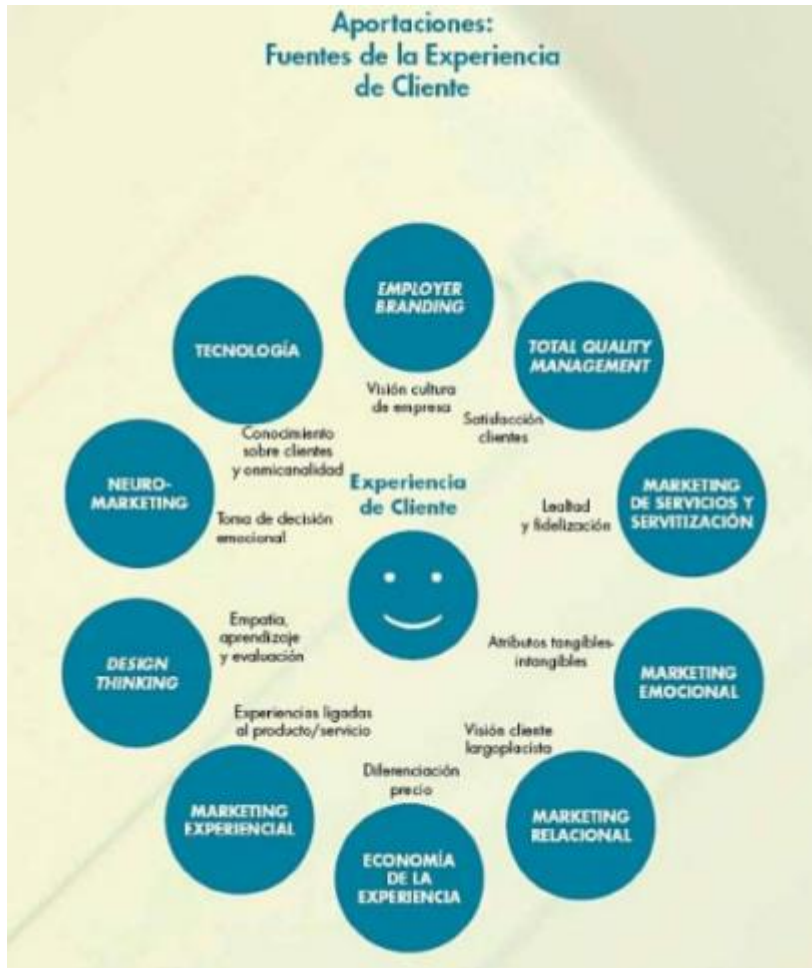 Aportaciones:
Fuentes de la Experiencia
de Cliente
EMPLOYER
BRANDING
Visión cultura
de empresa
TOTAL QUALITY
MANAGEMENT
Satisfacción
clientes
MARKETING
DE SERVICIOS Y
SERVITIZACIÓN
Lealtad
y fidelización
MARKETING
EMOCIONAL
Atributos tangibles-
intangibles
MARKETING
RELACIONAL
Visión cliente
largoplacista
ECONOMÍA
DE LA
EXPERIENCIA
Diferenciación
precio
MARKETING
EXPERIENCIAL
Experiencias ligadas
al producto/servicio
DESIGN
THINKING
Empatía,
aprendizaje
y evaluación
NEURO-
MARKETING
Toma de decisión
emocional
TECNOLOGÍA
Conocimiento
sobre clientes
y onmicanalidad
Experiencia
de Cliente